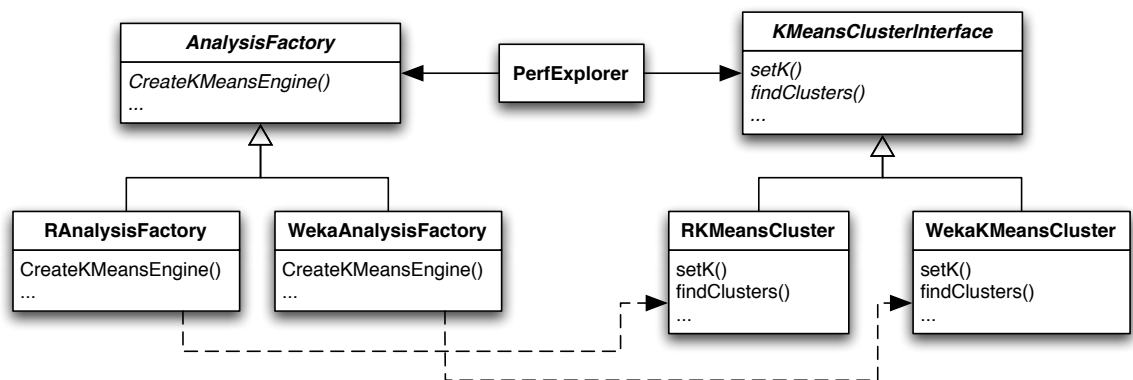 AnalysisFactory
CreateKMeansEngine()
...
PerfExplorer
KMeansClusterInterface
setK()
findClusters()
...
RAnalysisFactory
CreateKMeansEngine()
...
WekaAnalysisFactory
CreateKMeansEngine()
...
RKMeansCluster
setK()
findClusters()
...
WekaKMeansCluster
setK()
findClusters()
...